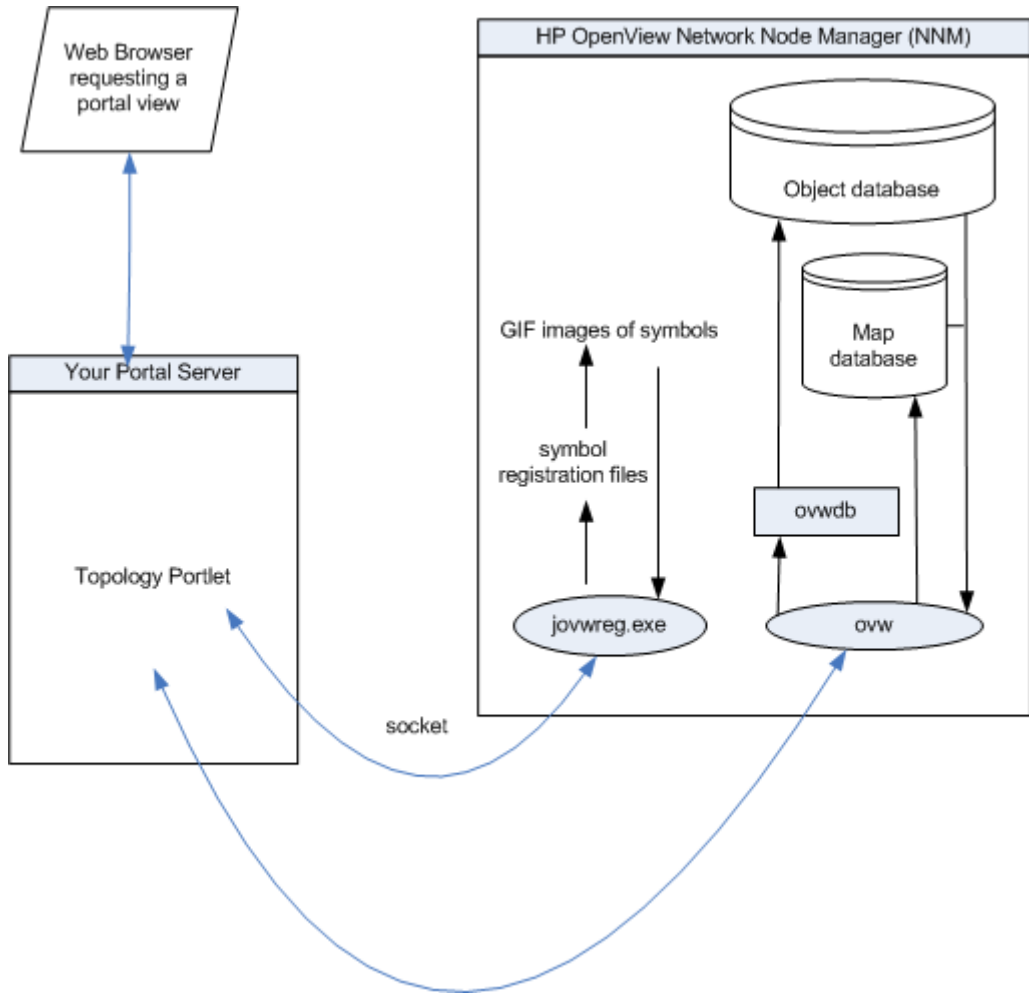 Web Browser
requesting a
portal view
HP OpenView Network Node Manager (NNM)
Object database
Map
database
GIF images of symbols
symbol
registration files
ovwdb
jovwreg.exe
ovw
Your Portal Server
Topology Portlet
socket